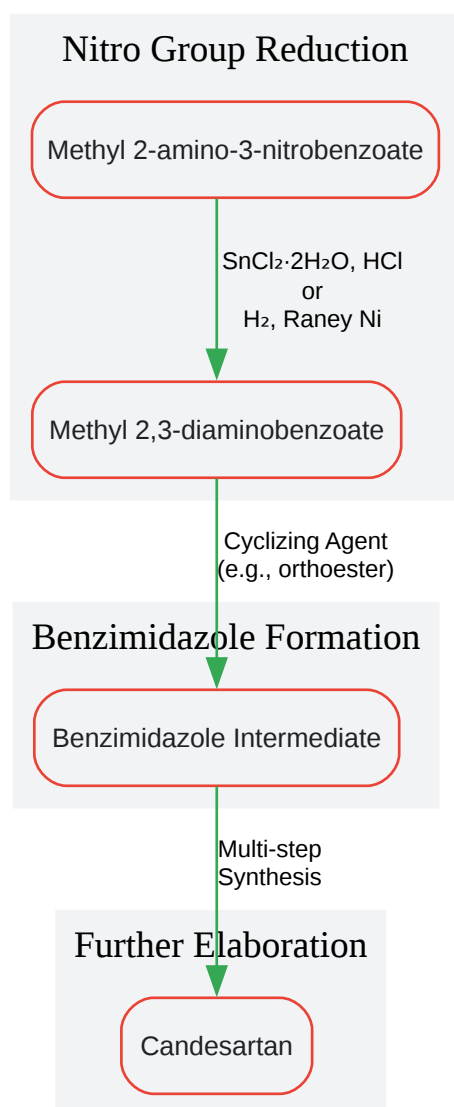 Nitro Group Reduction
Methyl 2-amino-3-nitrobenzoate
SnCl₂·2H₂O, HCl
or
H₂, Raney Ni
Methyl 2,3-diaminobenzoate
Cyclizing Agent
(e.g., orthoester)
Benzimidazole Formation
Benzimidazole Intermediate
Multi-step
Synthesis
Further Elaboration
Candesartan